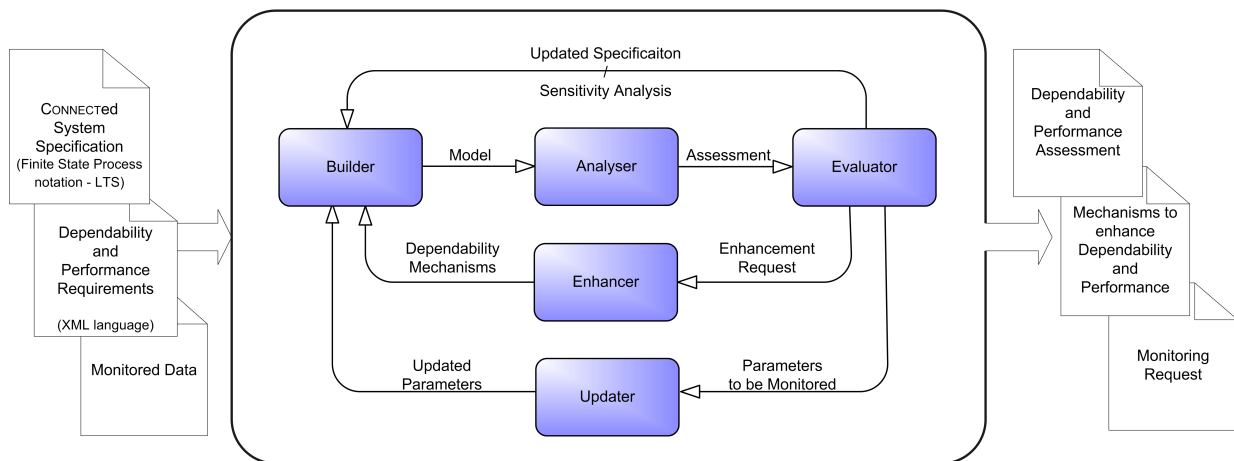 CONNECTed
System
Specification
(Finite State Process
notation - LTS)
Dependability
and
Performance
Requirements
(XML language)
Monitored Data
Updated Specificaiton
Sensitivity Analysis
Builder
Model
Analyser
Assessment
Evaluator
Dependability
Mechanisms
Enhancer
Enhancement
Request
Updated
Parameters
Updater
Parameters
to be Monitored
Dependability
and
Performance
Assessment
Mechanisms to
enhance
Dependability
and
Performance
Monitoring
Request